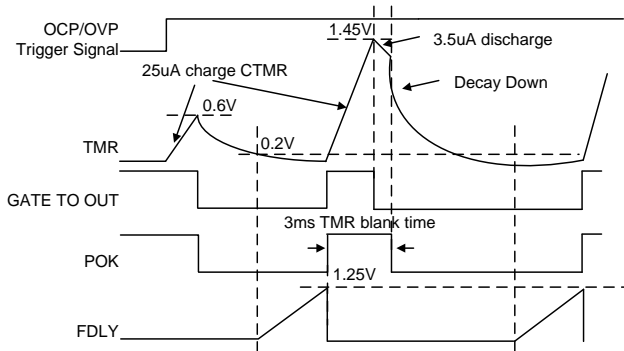 OCP/OVP
Trigger Signal
1.45V
3.5uA discharge
25uA charge CTMR
Decay Down
0.6V
0.2V
TMR
GATE TO OUT
3ms TMR blank time
POK
1.25V
FDLY